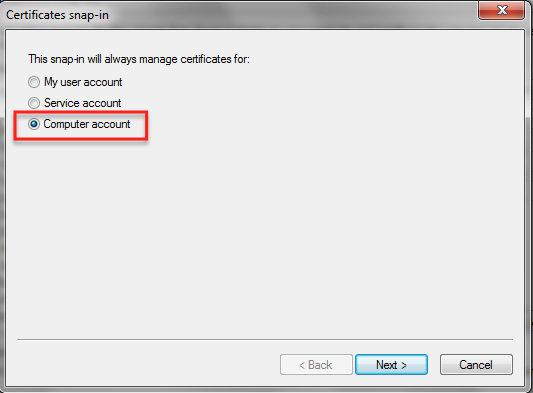 Certificates snap-in
This snap-in will always manage certificates for:
My user account
Service account
Computer account
< Back
Next >
Cancel